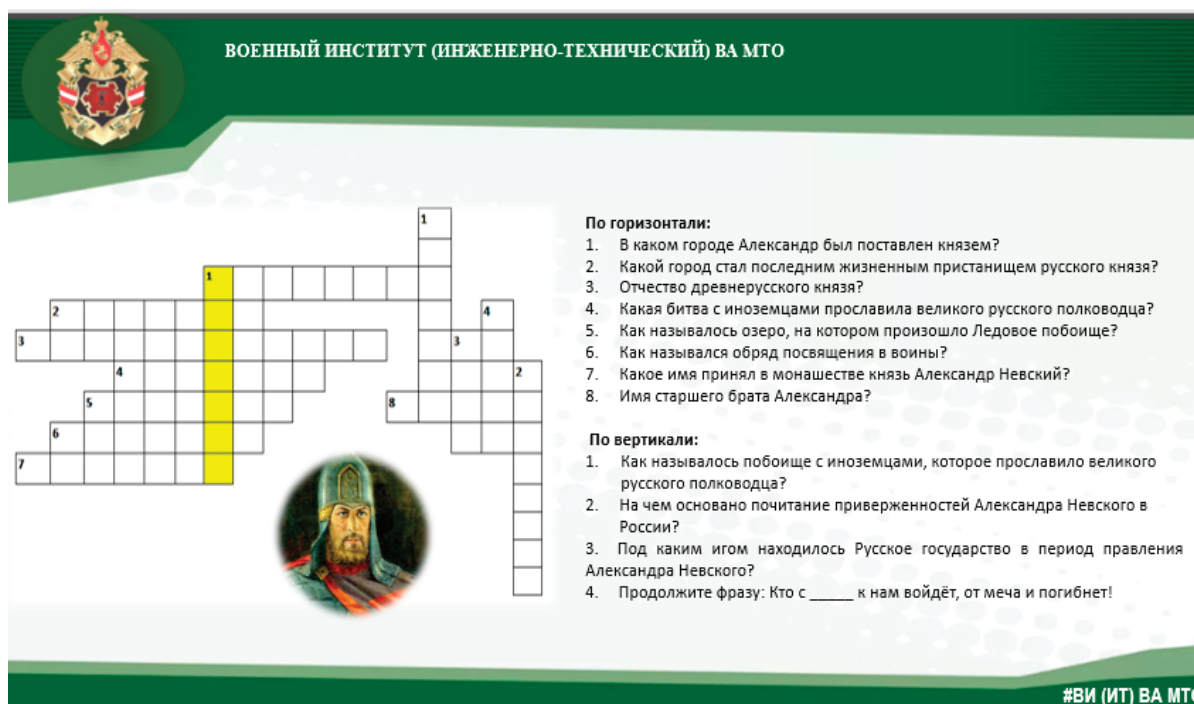 ВОЕННЫЙ ИНСТИТУТ (ИНЖЕНЕРНО-ТЕХНИЧЕСКИЙ) ВА МТО
1
1
2
4
3
3
4
2
5
8
6
7
По горизонтали:
1. В каком городе Александр был поставлен князем?
2. Какой город стал последним жизненным пристанищем русского князя?
3. Отчество древнерусского князя?
4. Какая битва с иноземцами прославила великого русского полководца?
5. Как называлось озеро, на котором произошло Ледовое побоище?
6. Как назывался обряд посвящения в воины?
7. Какое имя принял в монашестве князь Александр Невский?
8. Имя старшего брата Александра?
По вертикали:
1. Как называлось побоище с иноземцами, которое прославило великого
русского полководца?
2. На чем основано почитание приверженностей Александра Невского в
России?
3. Под каким игом находилось Русское государство в период правления
Александра Невского?
4. Продолжите фразу: Кто с _____ к нам войдёт, от меча и погибнет!
#ВИ (ИТ) ВА МТО